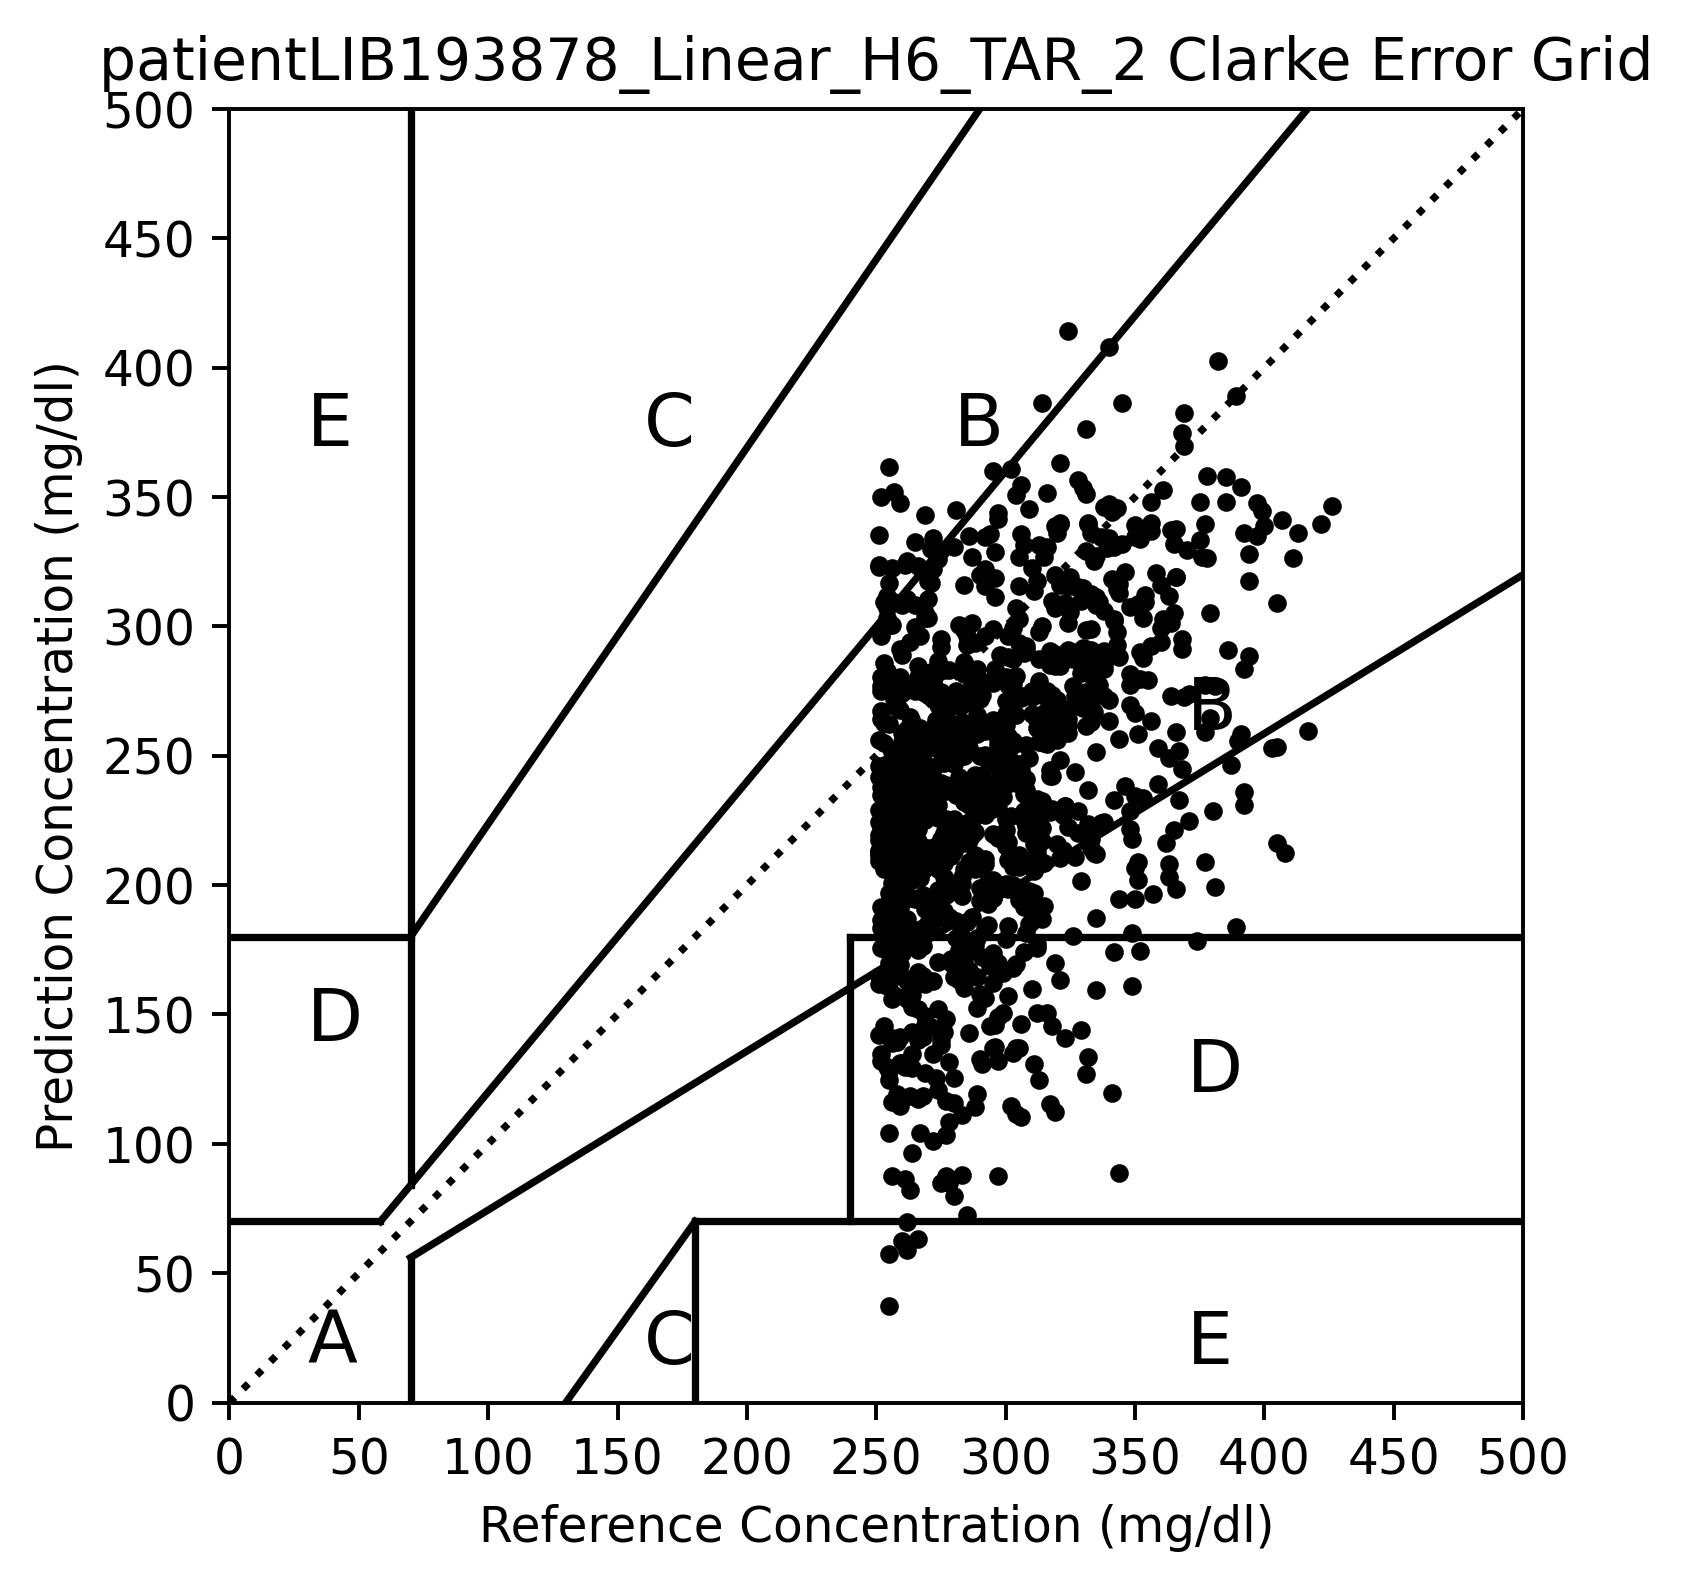 patientLIB193878_Linear_H6_TAR_2 Clarke Error Grid
500
450
400
350
300
250
200
150
100
50
0
Prediction Concentration (mg/dl)
E
C
B
B
D
D
A
C
E
0 50 100 150 200 250 300 350 400 450 500
Reference Concentration (mg/dl)